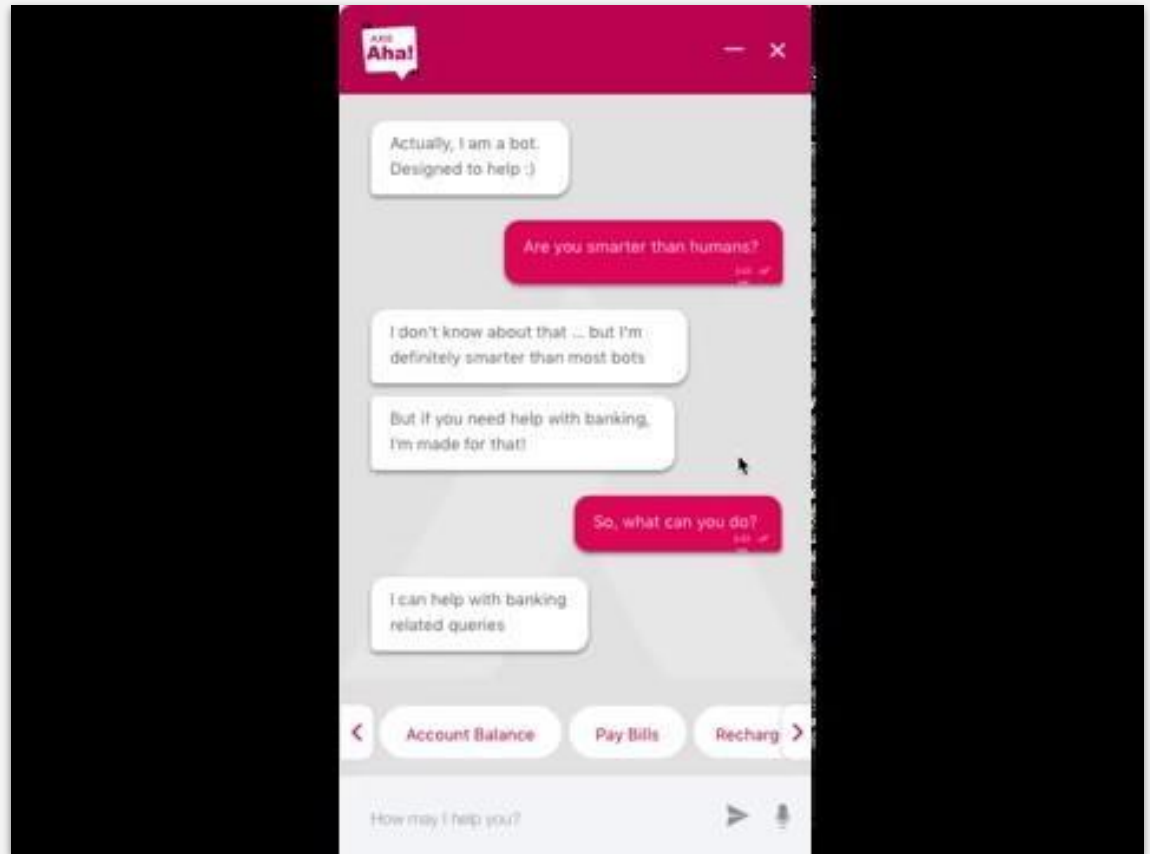 AXIS
Aha!
Actually, I am a bot.
Designed to help :)
Are you smarter than humans?
I don't know about that ... but I'm
definitely smarter than most bots
But if you need help with banking,
I'm made for that!
So, what can you do?
I can help with banking
related queries
Account Balance
Pay Bills
Recharg
How may I help you?